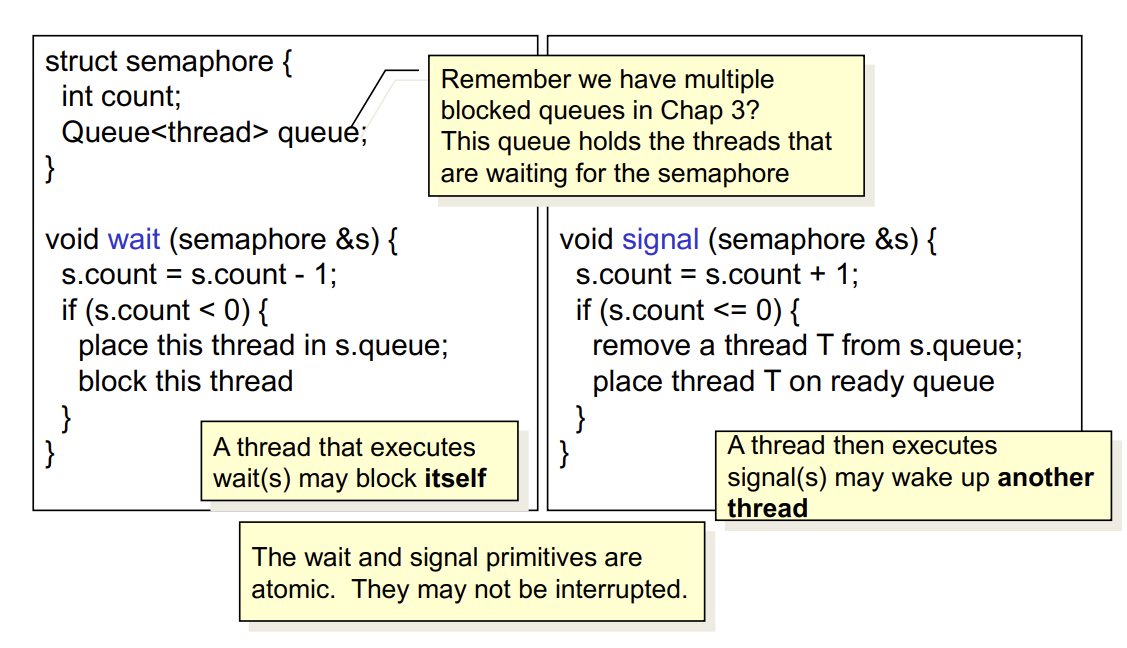 struct semaphore {
int count;
Queue<thread> queue;
}
Remember we have multiple
blocked queues in Chap 3?
This queue holds the threads that
are waiting for the semaphore
void wait (semaphore &s) {
s.count = s.count - 1;
if (s.count < 0) {
place this thread in s.queue;
block this thread
}
}
A thread that executes
wait(s) may block itself
void signal (semaphore &s) {
s.count = s.count + 1;
if (s.count <= 0) {
remove a thread T from s.queue;
place thread T on ready queue
}
}
A thread then executes
signal(s) may wake up another
thread
The wait and signal primitives are
atomic.  They may not be interrupted.